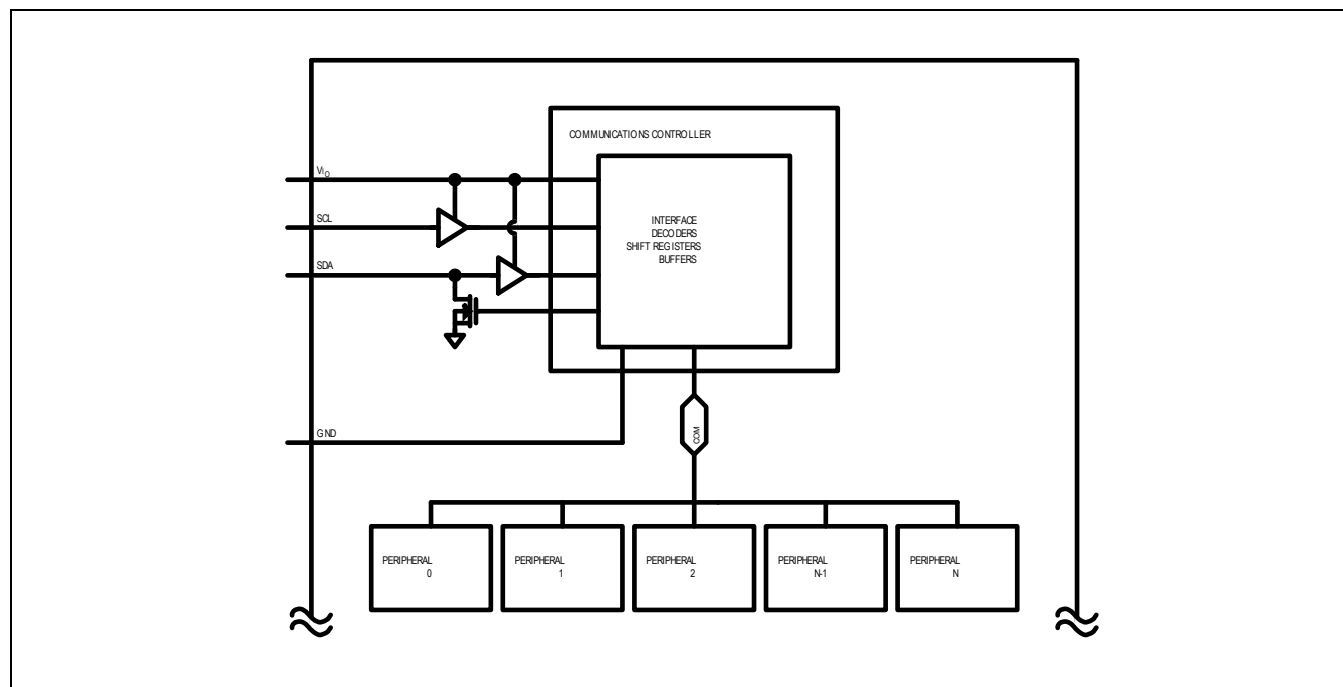 COMMUNICATIONS CONTROLLER
VIO
SCL
INTERFACE
DECODERS
SHIFT REGISTERS
BUFFERS
SDA
GND
COM
PERIPHERAL
0
PERIPHERAL
1
PERIPHERAL
2
PERIPHERAL
N-1
PERIPHERAL
N